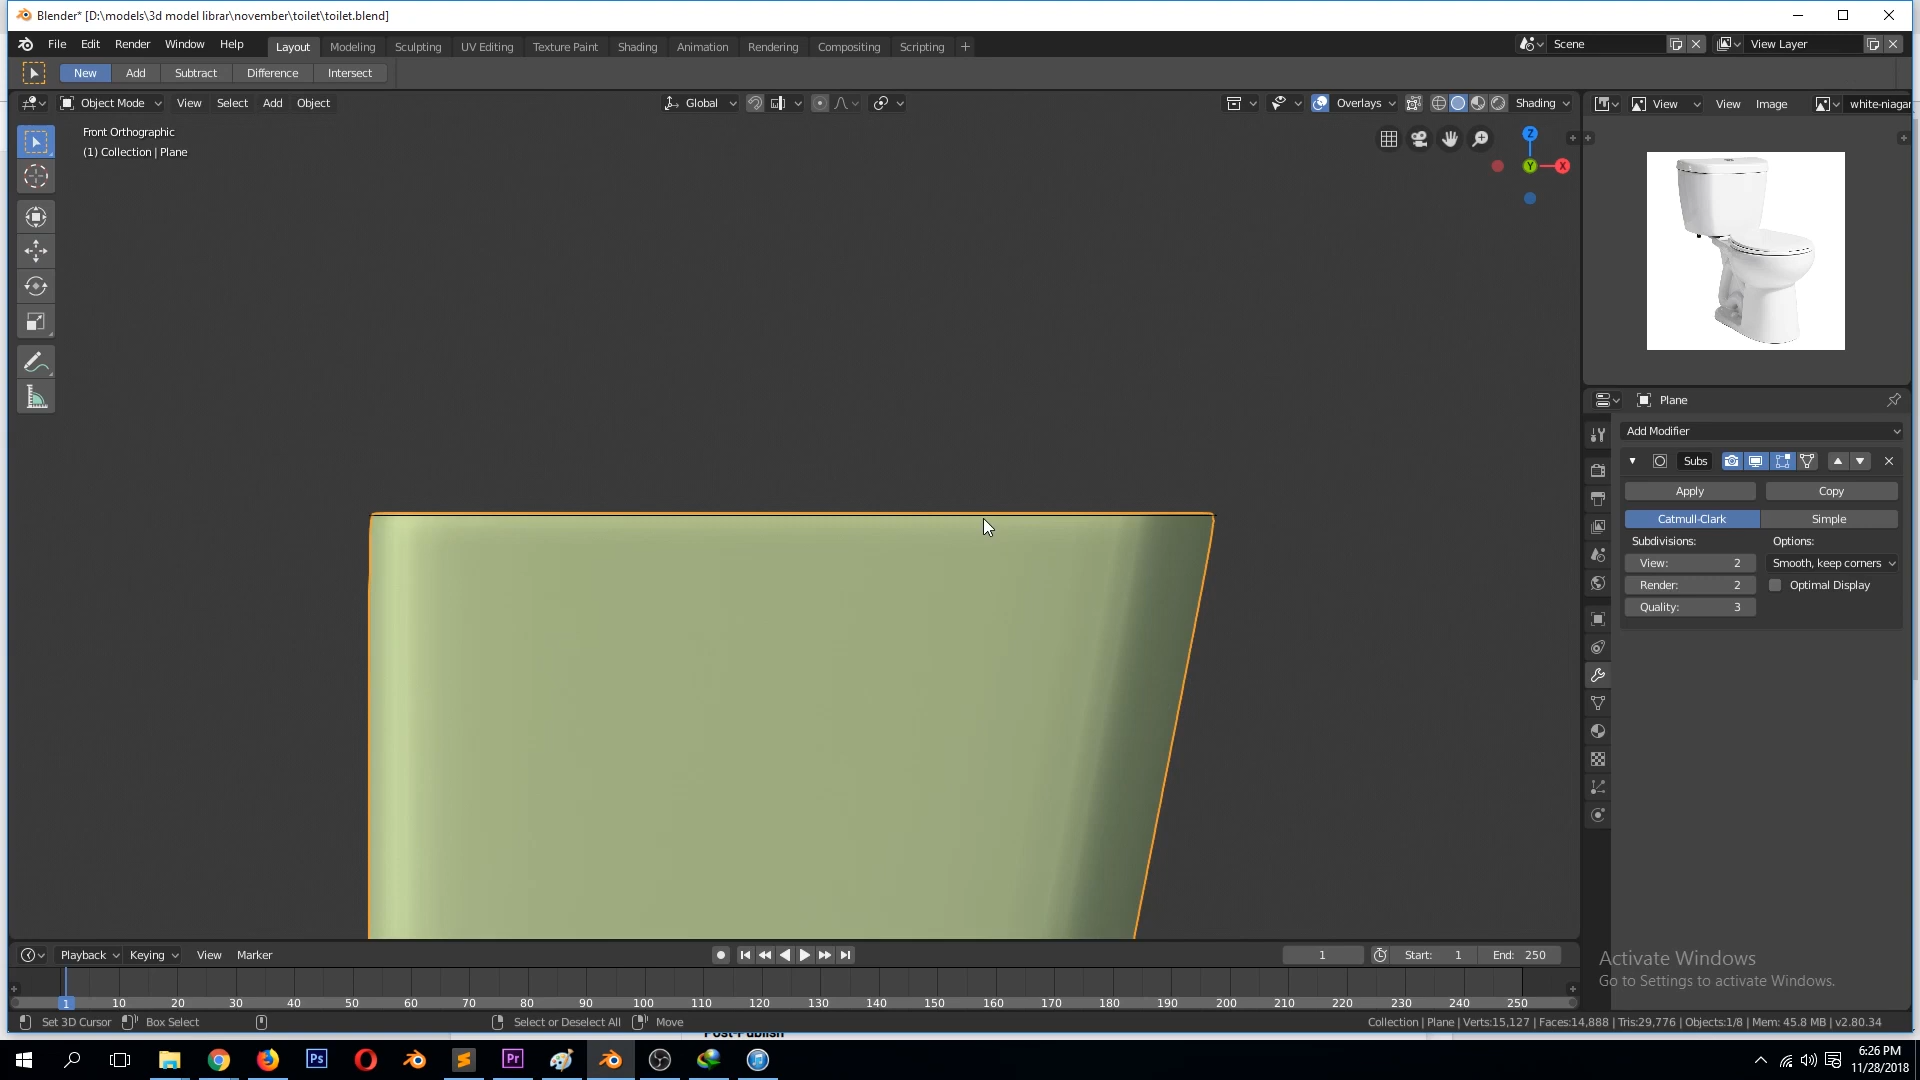 Blender* [D:\models\3d model librar\november\toilet\toilet.blend]
File Edit Render Window Help Layout Modeling Sculpting UV Editing Texture Paint Shading Animation Rendering Compositing Scripting + Scene View Layer
New Add Subtract Difference Intersect
Object Mode View Select Add Object Global Overlays Shading View View Image white-niagar
Front Orthographic
(1) Collection | Plane
Z
Y X
Plane
Add Modifier
Subs
Apply Copy
Catmull-Clark Simple
Subdivisions: Options:
View: 2 Smooth, keep corners
Render: 2 Optimal Display
Quality: 3
Playback Keying View Marker 1 Start: 1 End: 250
Activate Windows
Go to Settings to activate Windows.
1 10 20 30 40 50 60 70 80 90 100 110 120 130 140 150 160 170 180 190 200 210 220 230 240 250
Set 3D Cursor Box Select Select or Deselect All Move Collection | Plane | Verts:15,127 | Faces:14,888 | Tris:29,776 | Objects:1/8 | Mem: 45.8 MB | v2.80.34
Post-Publish
Ps Pr
6:26 PM
11/28/2018